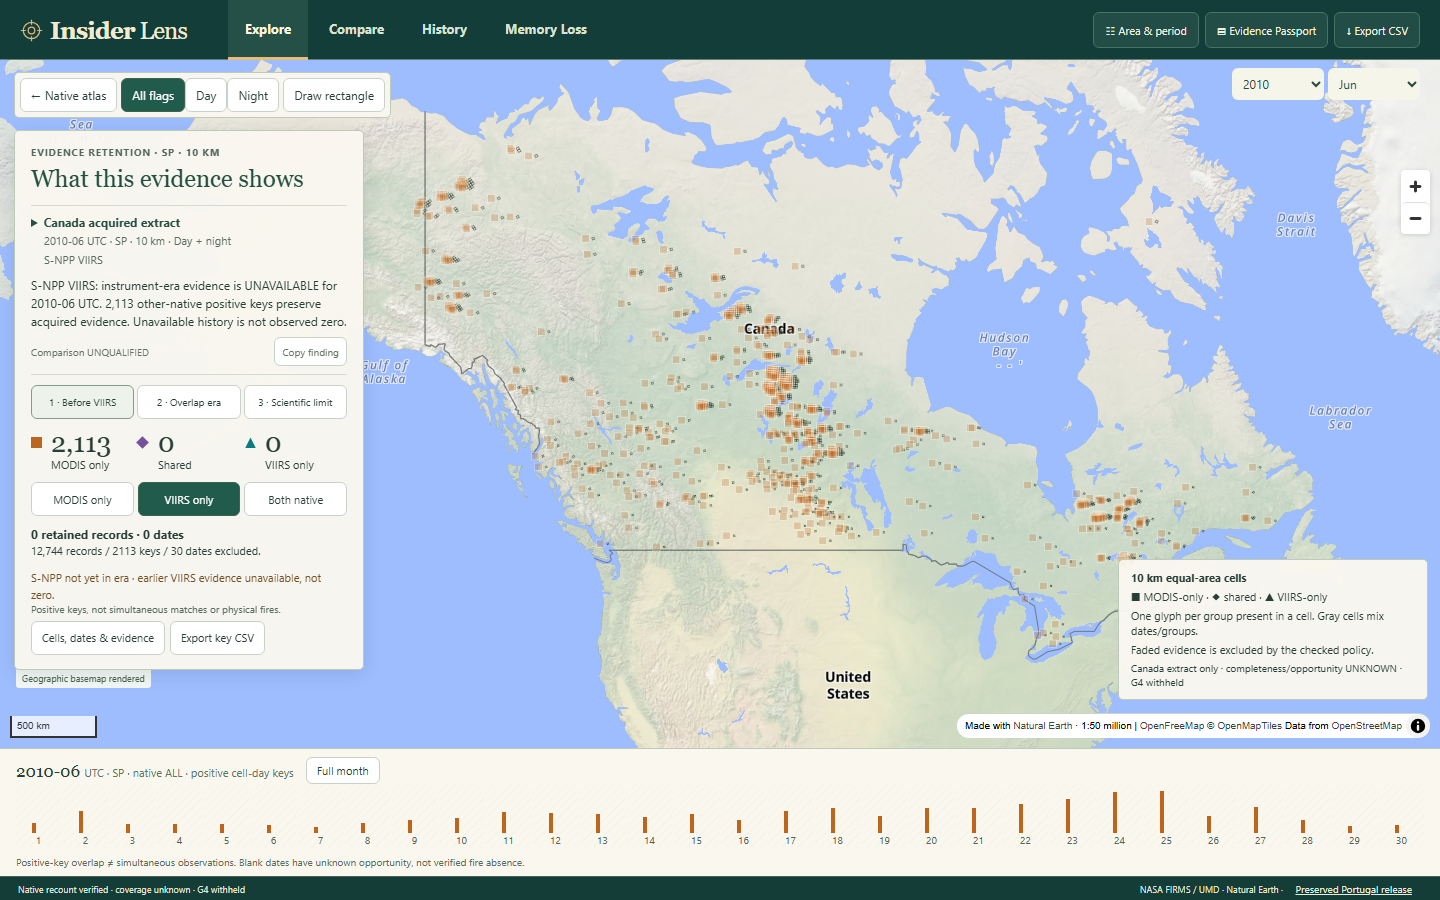 Insider Lens
Explore
Compare
History
Memory Loss
Area & period
Evidence Passport
↓ Export CSV
← Native atlas
All flags
Day
Night
Draw rectangle
2010
Jun
Sea
EVIDENCE RETENTION · SP · 10 KM
What this evidence shows
Canada acquired extract
2010-06 UTC · SP · 10 km · Day + night
S-NPP VIIRS
S-NPP VIIRS: instrument-era evidence is UNAVAILABLE for
2010-06 UTC. 2,113 other-native positive keys preserve
acquired evidence. Unavailable history is not observed zero.
Comparison UNQUALIFIED
Copy finding
1 · Before VIIRS
2 · Overlap era
3 · Scientific limit
2,113
MODIS only
0
Shared
0
VIIRS only
MODIS only
VIIRS only
Both native
0 retained records · 0 dates
12,744 records / 2113 keys / 30 dates excluded.
S-NPP not yet in era · earlier VIIRS evidence unavailable, not
zero.
Positive keys, not simultaneous matches or physical fires.
Cells, dates & evidence
Export key CSV
Geographic basemap rendered
500 km
Gulf of
Alaska
Canada
Hudson
Bay
Davis
Strait
Labrador
Sea
United
States
+
−
10 km equal-area cells
■ MODIS-only · ◆ shared · ▲ VIIRS-only
One glyph per group present in a cell. Gray cells mix
dates/groups.
Faded evidence is excluded by the checked policy.
Canada extract only · completeness/opportunity UNKNOWN ·
G4 withheld
Made with Natural Earth · 1:50 million | OpenFreeMap © OpenMapTiles Data from OpenStreetMap
2010-06 UTC · SP · native ALL · positive cell-day keys
Full month
1 2 3 4 5 6 7 8 9 10 11 12 13 14 15 16 17 18 19 20 21 22 23 24 25 26 27 28 29 30
Positive-key overlap ≠ simultaneous observations. Blank dates have unknown opportunity, not verified fire absence.
Native recount verified · coverage unknown · G4 withheld
NASA FIRMS / UMD · Natural Earth ·
Preserved Portugal release